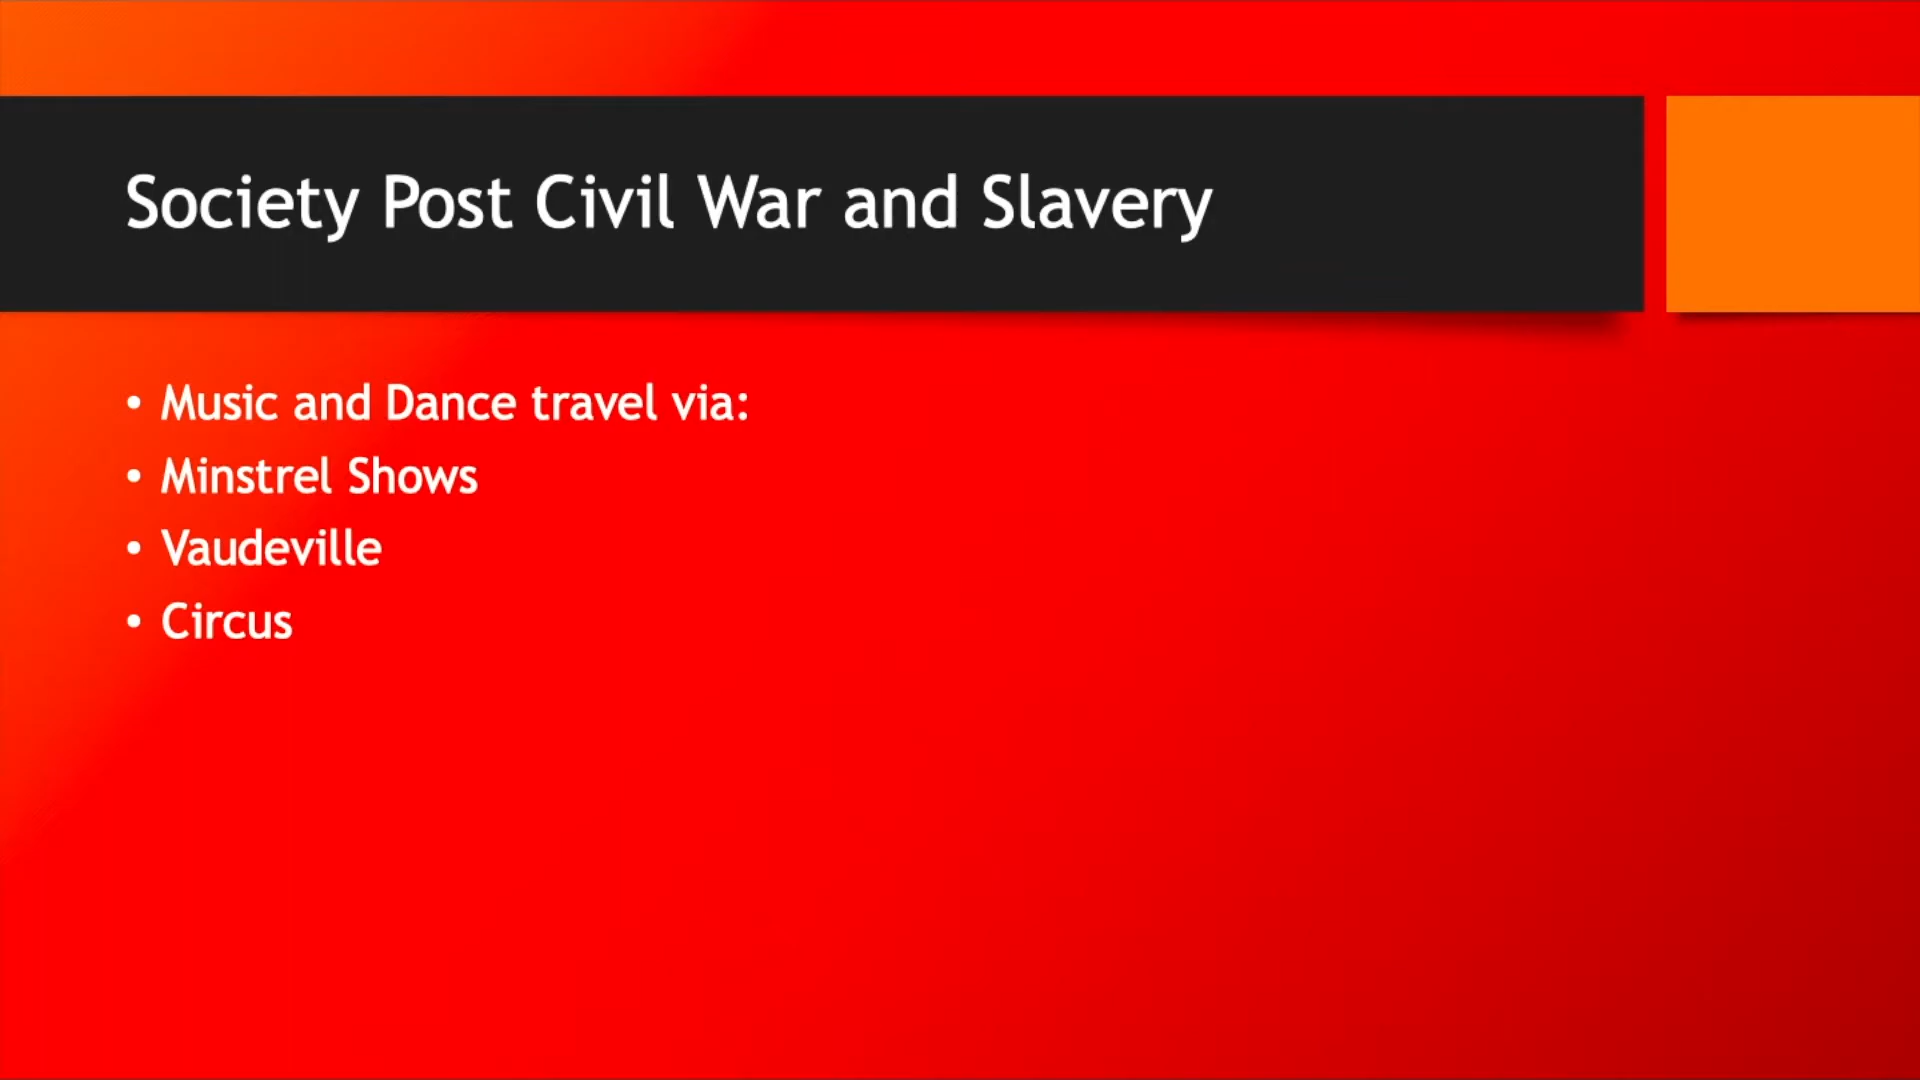 Society Post Civil War and Slavery
• Music and Dance travel via:
• Minstrel Shows
• Vaudeville
• Circus